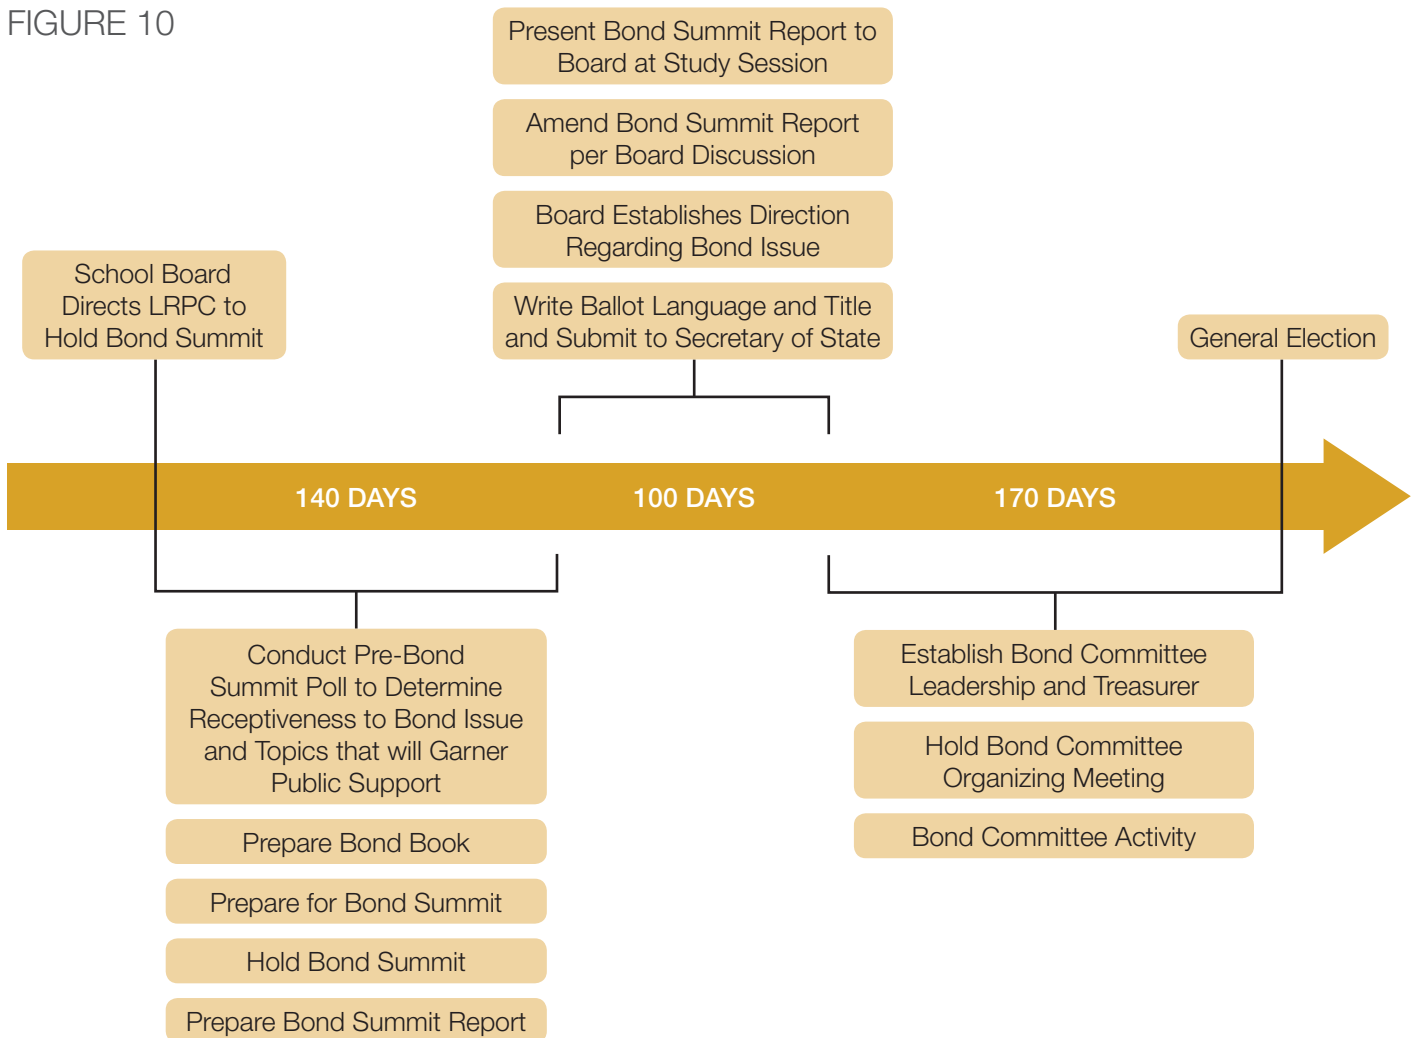 FIGURE 10
Present Bond Summit Report to
Board at Study Session
Amend Bond Summit Report
per Board Discussion
Board Establishes Direction
Regarding Bond Issue
Write Ballot Language and Title
and Submit to Secretary of State
School Board
Directs LRPC to
Hold Bond Summit
General Election
140 DAYS
100 DAYS
170 DAYS
Conduct Pre-Bond
Summit Poll to Determine
Receptiveness to Bond Issue
and Topics that will Garner
Public Support
Prepare Bond Book
Prepare for Bond Summit
Hold Bond Summit
Prepare Bond Summit Report
Establish Bond Committee
Leadership and Treasurer
Hold Bond Committee
Organizing Meeting
Bond Committee Activity